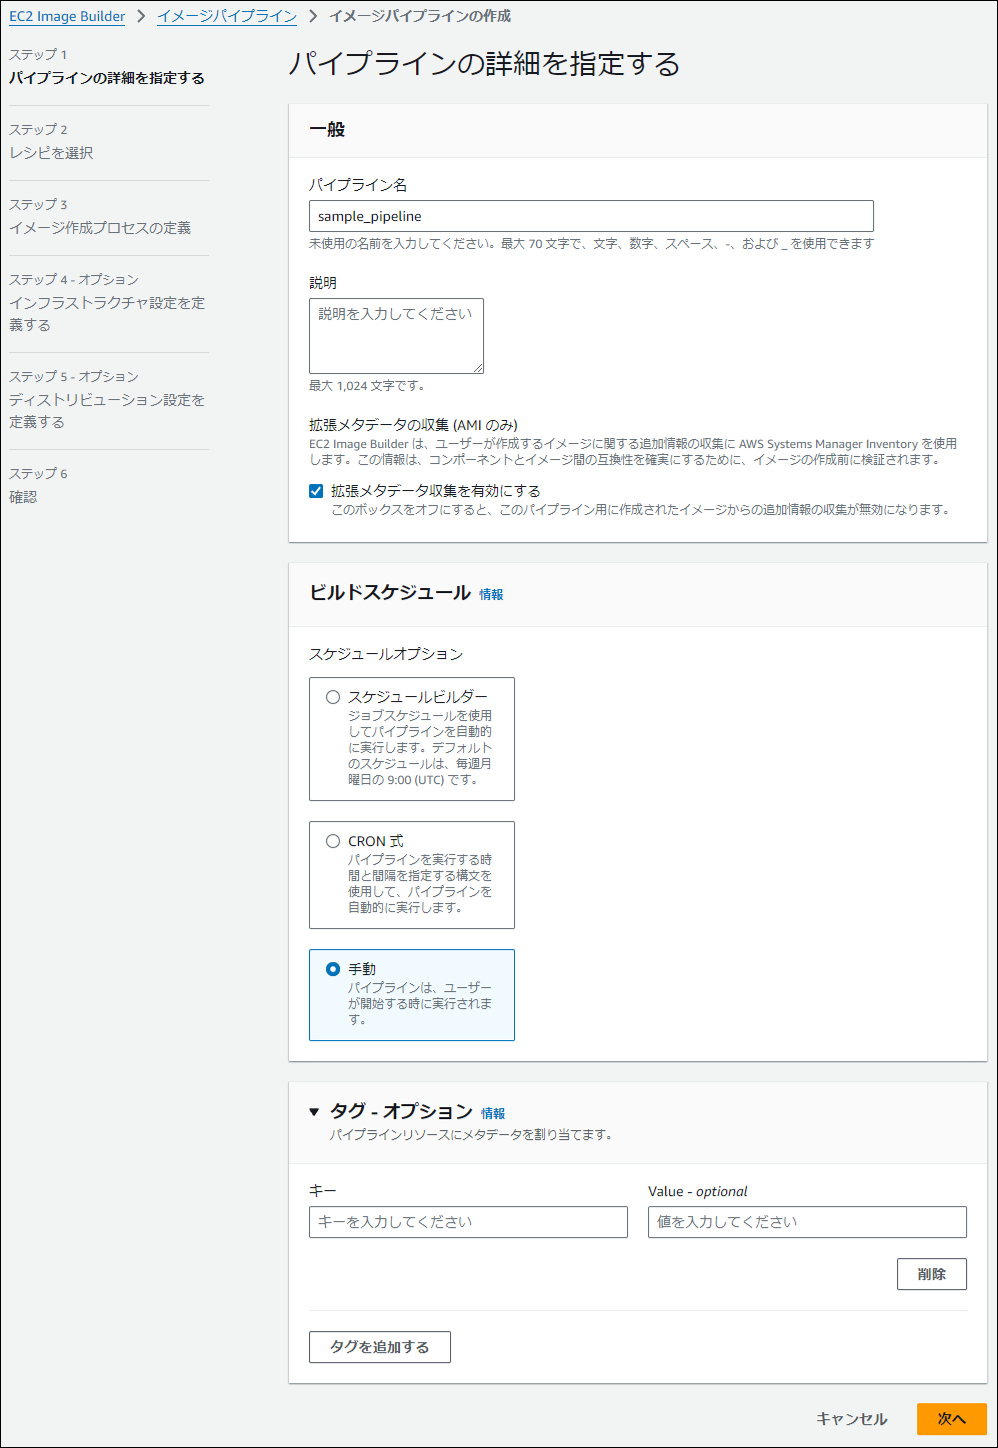 EC2 Image Builder > イメージパイプライン > イメージパイプラインの作成
ステップ 1
パイプラインの詳細を指定する
ステップ 2
レシピを選択
ステップ 3
イメージ作成プロセスの定義
ステップ 4 - オプション
インフラストラクチャ設定を定
義する
ステップ 5 - オプション
ディストリビューション設定を
定義する
ステップ 6
確認
パイプラインの詳細を指定する
一般
パイプライン名
sample_pipeline
未使用の名前を入力してください。最大 70 文字で、文字、数字、スペース、-、および _ を使用できます
説明
説明を入力してください
最大 1,024 文字です。
拡張メタデータの収集 (AMI のみ)
EC2 Image Builder は、ユーザーが作成するイメージに関する追加情報の収集に AWS Systems Manager Inventory を使用
します。この情報は、コンポーネントとイメージ間の互換性を確実にするために、イメージの作成前に検証されます。
拡張メタデータ収集を有効にする
このボックスをオフにすると、このパイプライン用に作成されたイメージからの追加情報の収集が無効になります。
ビルドスケジュール 情報
スケジュールオプション
スケジュールビルダー
ジョブスケジュールを使用
してパイプラインを自動的
に実行します。デフォルト
のスケジュールは、毎週月
曜日の 9:00 (UTC) です。
CRON 式
パイプラインを実行する時
間と間隔を指定する構文を
使用して、パイプラインを
自動的に実行します。
手動
パイプラインは、ユーザー
が開始する時に実行されま
す。
タグ - オプション 情報
パイプラインリソースにメタデータを割り当てます。
キー
Value - optional
キーを入力してください
値を入力してください
削除
タグを追加する
キャンセル
次へ